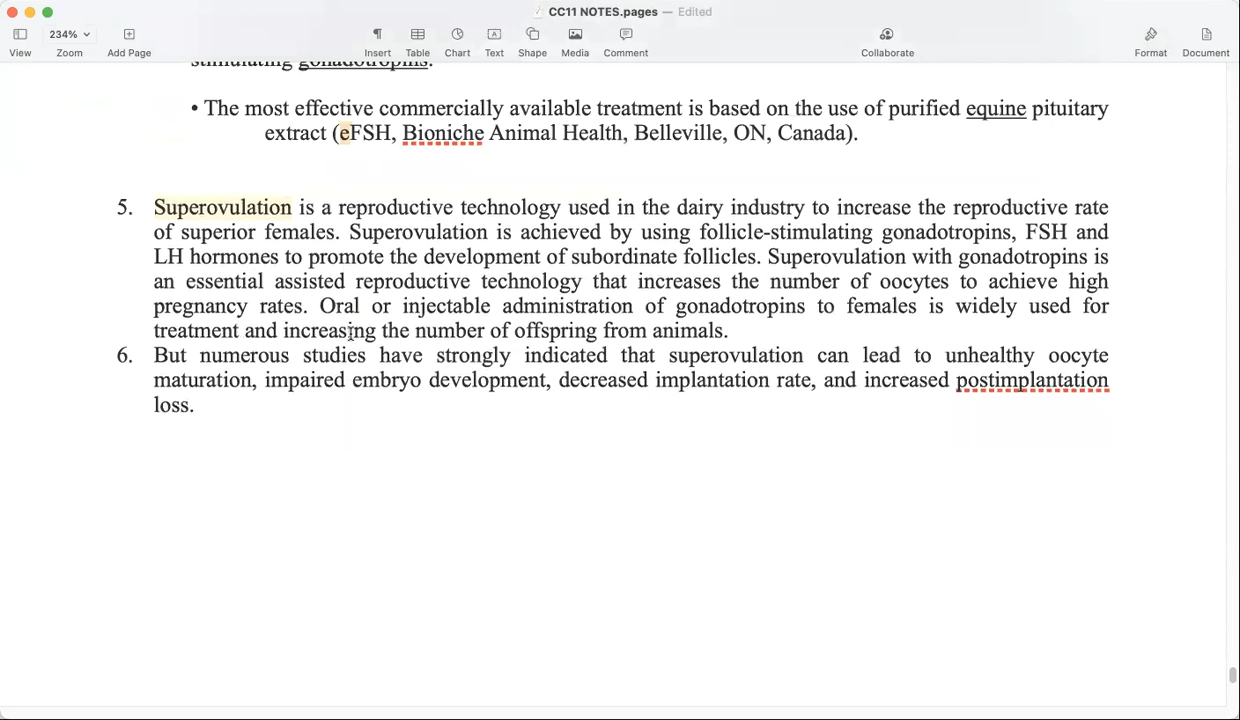 CC11 NOTES.pages — Edited
234%
View
Zoom
Add Page
Insert
Table
Chart
Text
Shape
Media
Comment
Collaborate
Format
Document
stimulating gonadotropins.
• The most effective commercially available treatment is based on the use of purified equine pituitary
extract (eFSH, Bioniche Animal Health, Belleville, ON, Canada).
5. Superovulation is a reproductive technology used in the dairy industry to increase the reproductive rate
of superior females. Superovulation is achieved by using follicle-stimulating gonadotropins, FSH and
LH hormones to promote the development of subordinate follicles. Superovulation with gonadotropins is
an essential assisted reproductive technology that increases the number of oocytes to achieve high
pregnancy rates. Oral or injectable administration of gonadotropins to females is widely used for
treatment and increasing the number of offspring from animals.
6. But numerous studies have strongly indicated that superovulation can lead to unhealthy oocyte
maturation, impaired embryo development, decreased implantation rate, and increased postimplantation
loss.